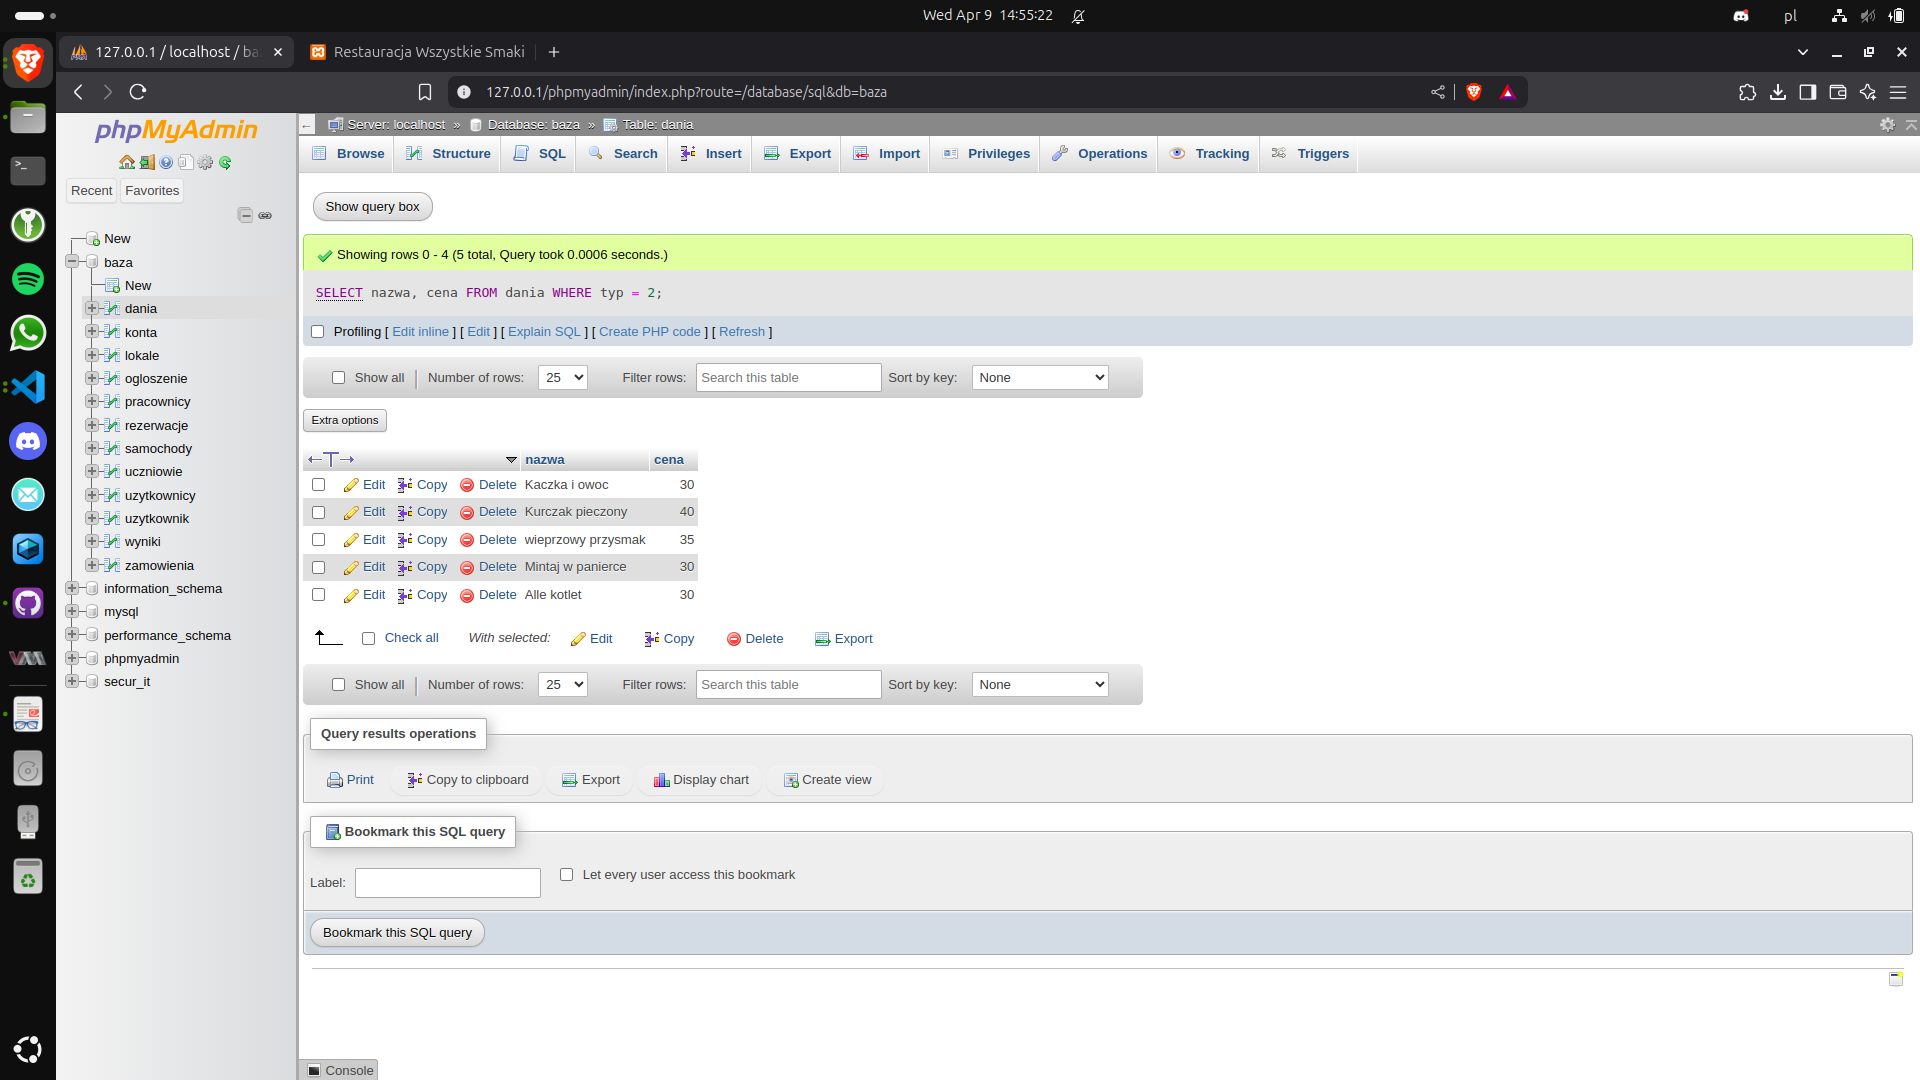 Wed Apr 9 14:55:22
pl
127.0.0.1 / localhost / ba
Restauracja Wszystkie Smaki
127.0.0.1/phpmyadmin/index.php?route=/database/sql&db=baza
phpMyAdmin
Recent
Favorites
New
baza
New
dania
konta
lokale
ogloszenie
pracownicy
rezerwacje
samochody
uczniowie
uzytkownicy
uzytkownik
wyniki
zamowienia
information_schema
mysql
performance_schema
phpmyadmin
secur_it
Server: localhost » Database: baza » Table: dania
Browse Structure SQL Search Insert Export Import Privileges Operations Tracking Triggers
Show query box
Showing rows 0 - 4 (5 total, Query took 0.0006 seconds.)
SELECT nazwa, cena FROM dania WHERE typ = 2;
Profiling [ Edit inline ] [ Edit ] [ Explain SQL ] [ Create PHP code ] [ Refresh ]
Show all Number of rows: 25 Filter rows: Search this table Sort by key: None
Extra options
←T→ nazwa cena
Edit Copy Delete Kaczka i owoc 30
Edit Copy Delete Kurczak pieczony 40
Edit Copy Delete wieprzowy przysmak 35
Edit Copy Delete Mintaj w panierce 30
Edit Copy Delete Alle kotlet 30
Check all With selected: Edit Copy Delete Export
Show all Number of rows: 25 Filter rows: Search this table Sort by key: None
Query results operations
Print Copy to clipboard Export Display chart Create view
Bookmark this SQL query
Label: Let every user access this bookmark
Bookmark this SQL query
Console